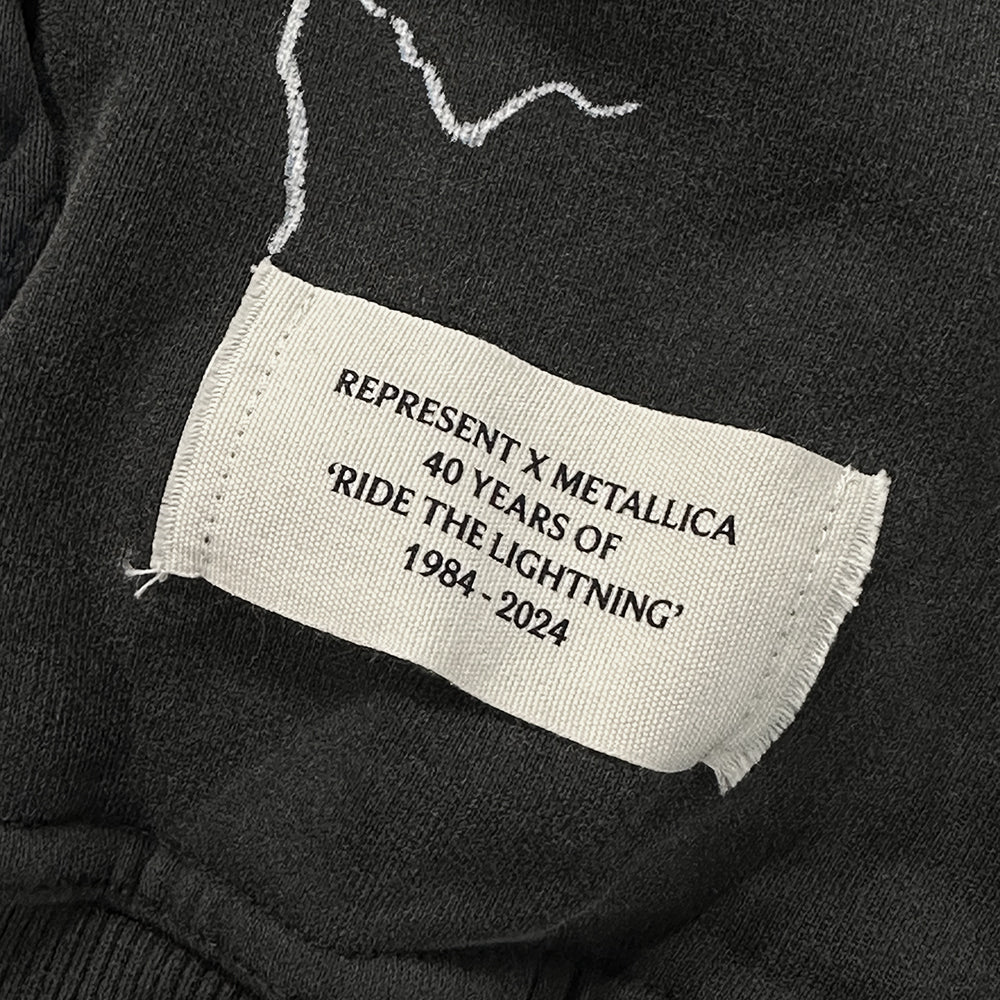 REPRESENT X METALLICA
40 YEARS OF
‘RIDE THE LIGHTNING’
1984 - 2024